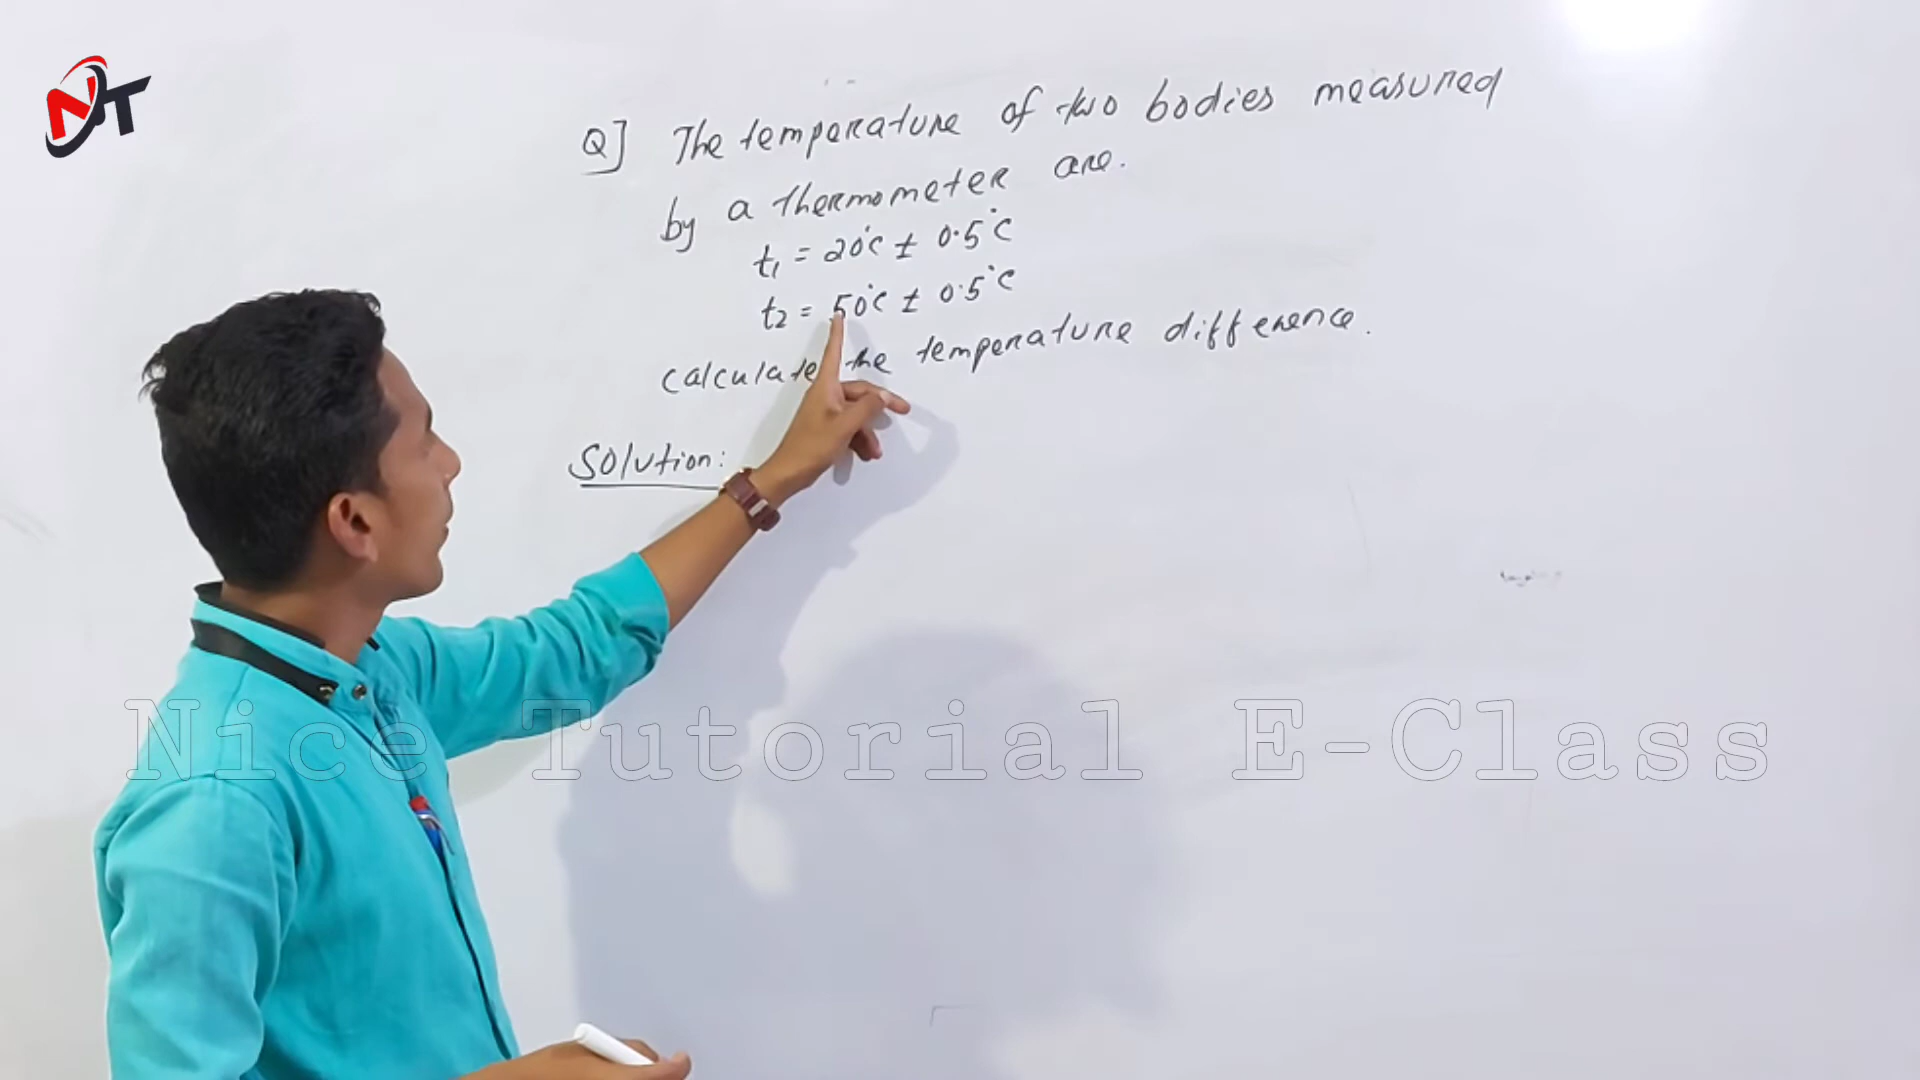 NT
Q] The temperature of two bodies measured
by a thermometer are.
t₁ = 20°C ± 0.5°C
t₂ = 50°C ± 0.5°C
calculate the temperature difference.
Solution:
Nice Tutorial E-Class